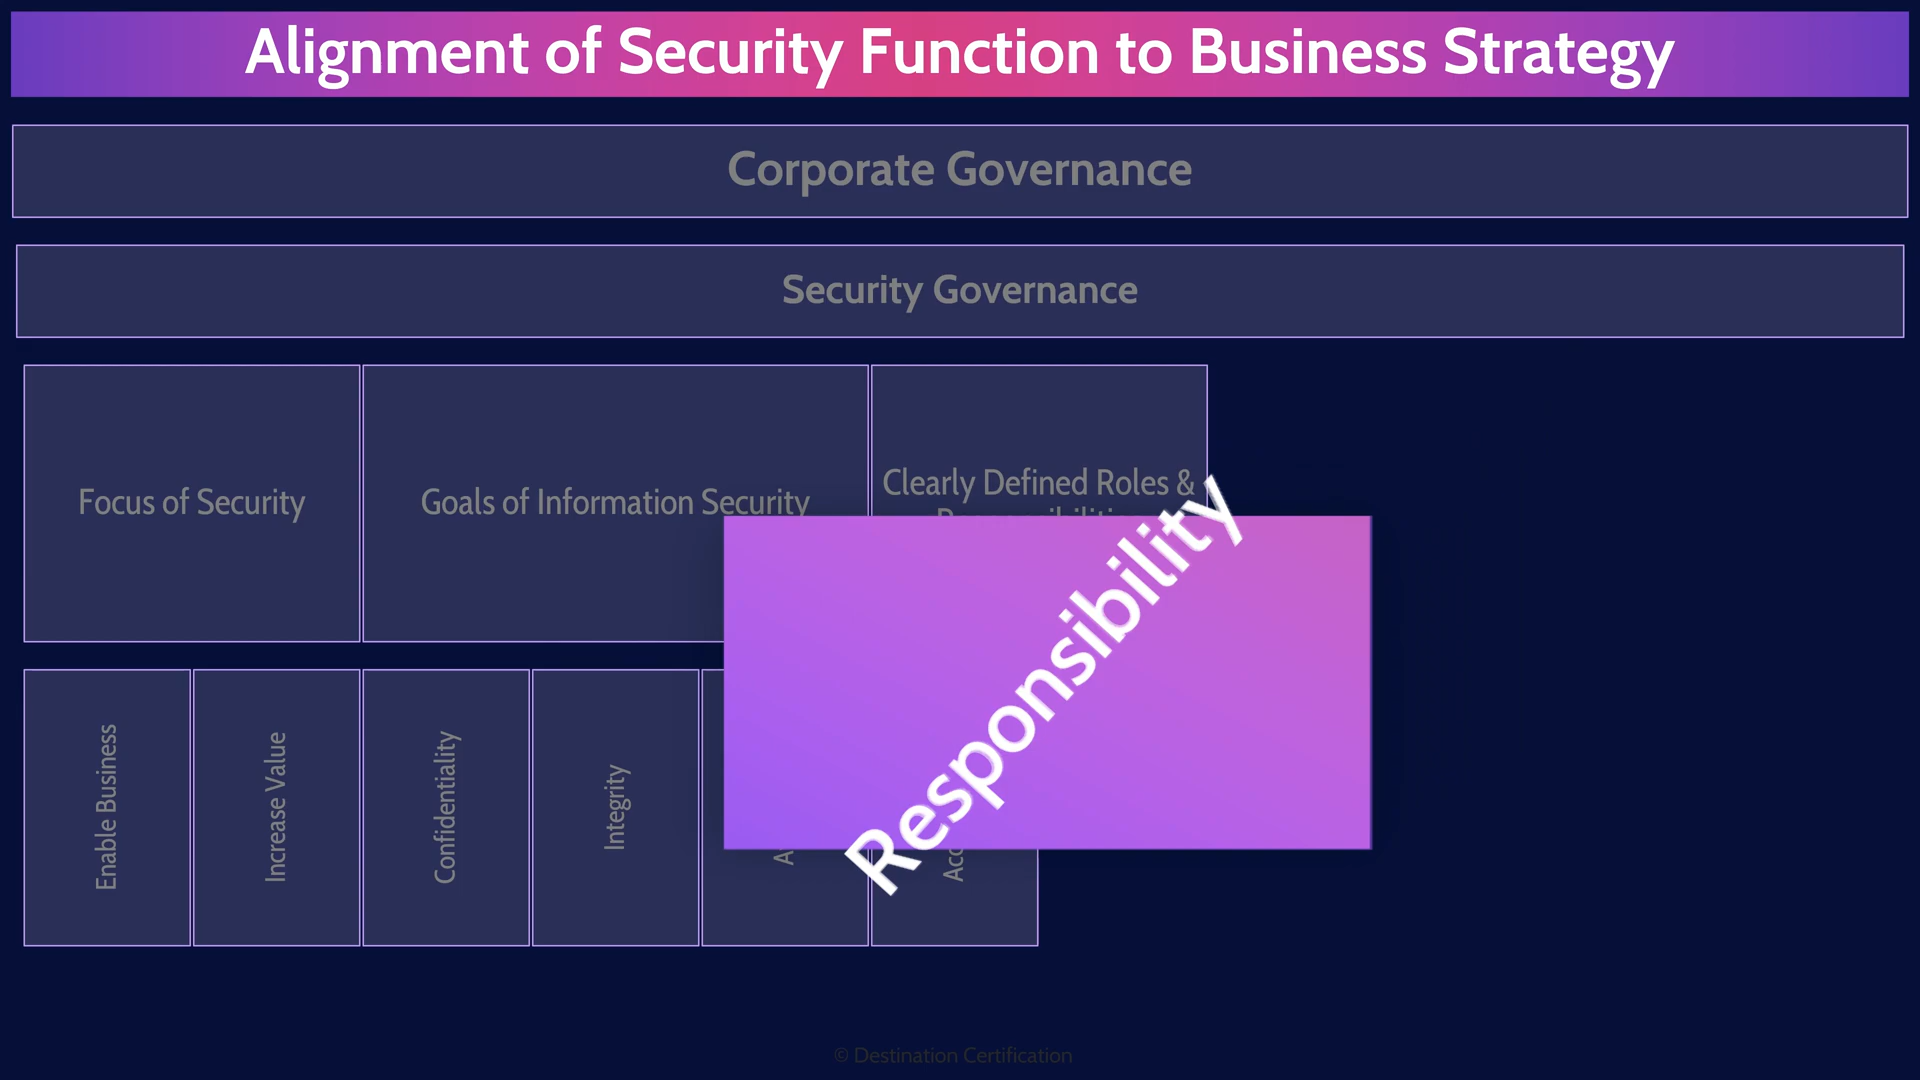 Alignment of Security Function to Business Strategy
Corporate Governance
Security Governance
Focus of Security
Goals of Information Security
Clearly Defined Roles &
Responsibility
Enable Business
Increase Value
Confidentiality
Integrity
© Destination Certification